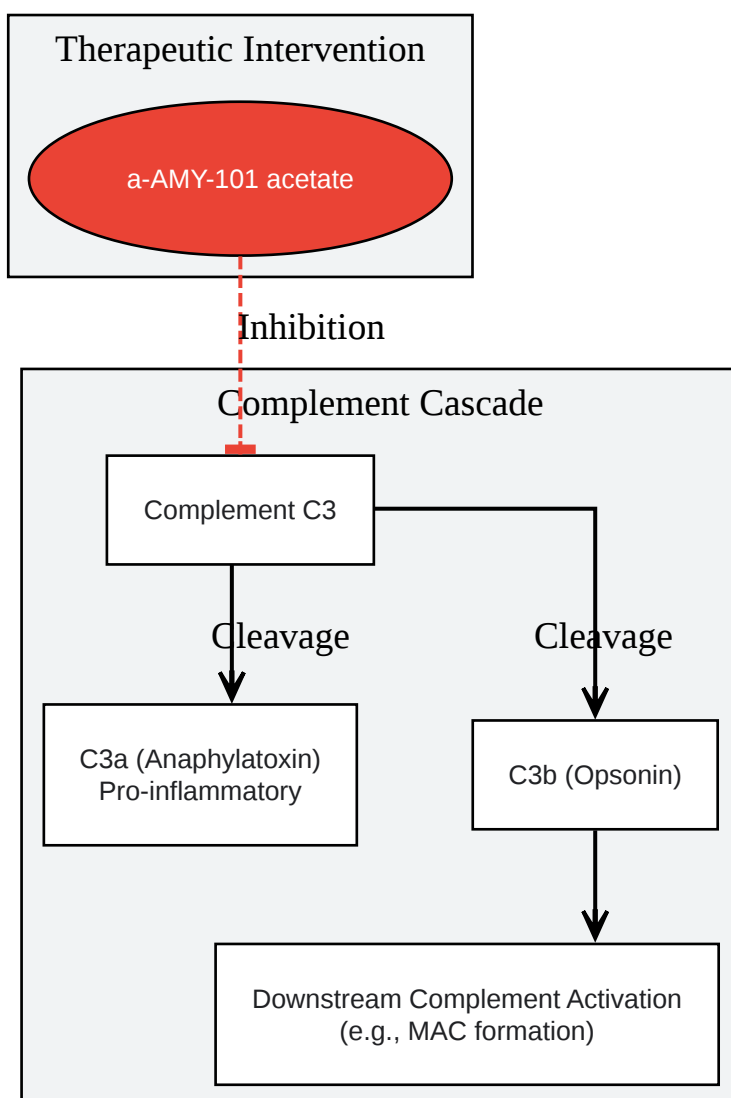 Therapeutic Intervention
a-AMY-101 acetate
Inhibition
Complement Cascade
Complement C3
Cleavage
Cleavage
C3a (Anaphylatoxin)
Pro-inflammatory
C3b (Opsonin)
Downstream Complement Activation
(e.g., MAC formation)